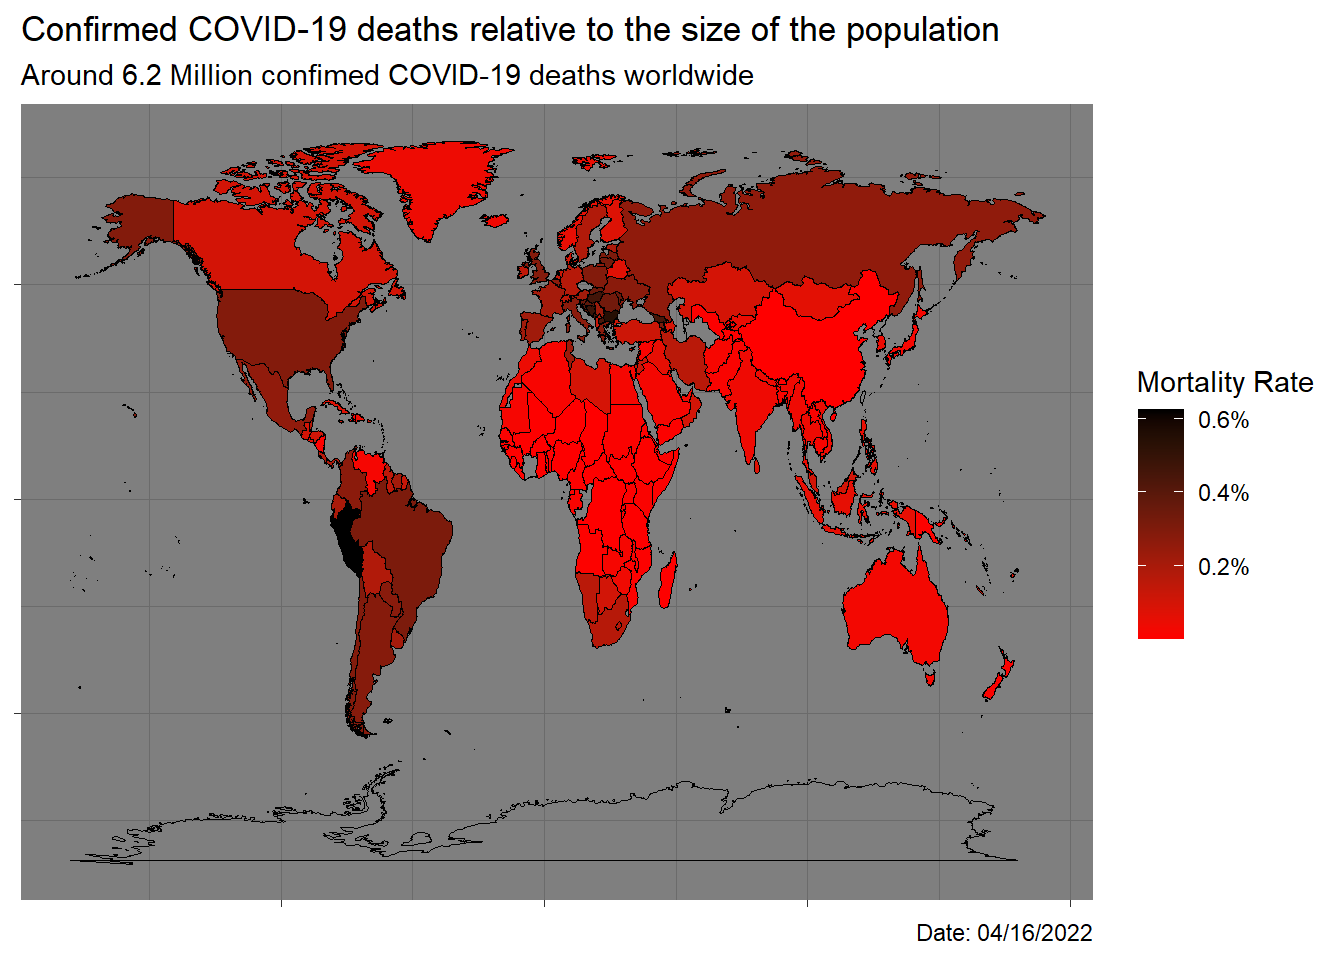 Confirmed COVID-19 deaths relative to the size of the population
Around 6.2 Million confimed COVID-19 deaths worldwide
Mortality Rate
0.6%
0.4%
0.2%
Date: 04/16/2022